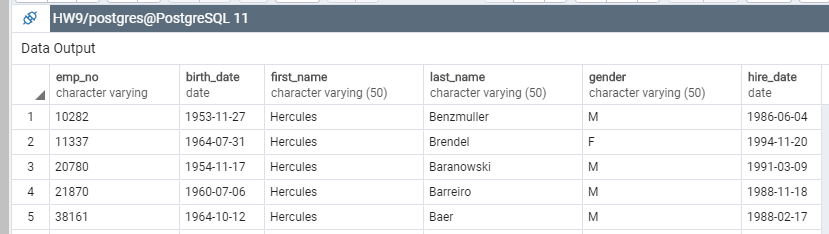 HW9/postgres@PostgreSQL 11
Data Output
emp_no birth_date first_name last_name gender hire_date
character varying date character varying (50) character varying (50) character varying (50) date
1 10282 1953-11-27 Hercules Benzmuller M 1986-06-04
2 11337 1964-07-31 Hercules Brendel F 1994-11-20
3 20780 1954-11-17 Hercules Baranowski M 1991-03-09
4 21870 1960-07-06 Hercules Barreiro M 1988-11-18
5 38161 1964-10-12 Hercules Baer M 1988-02-17